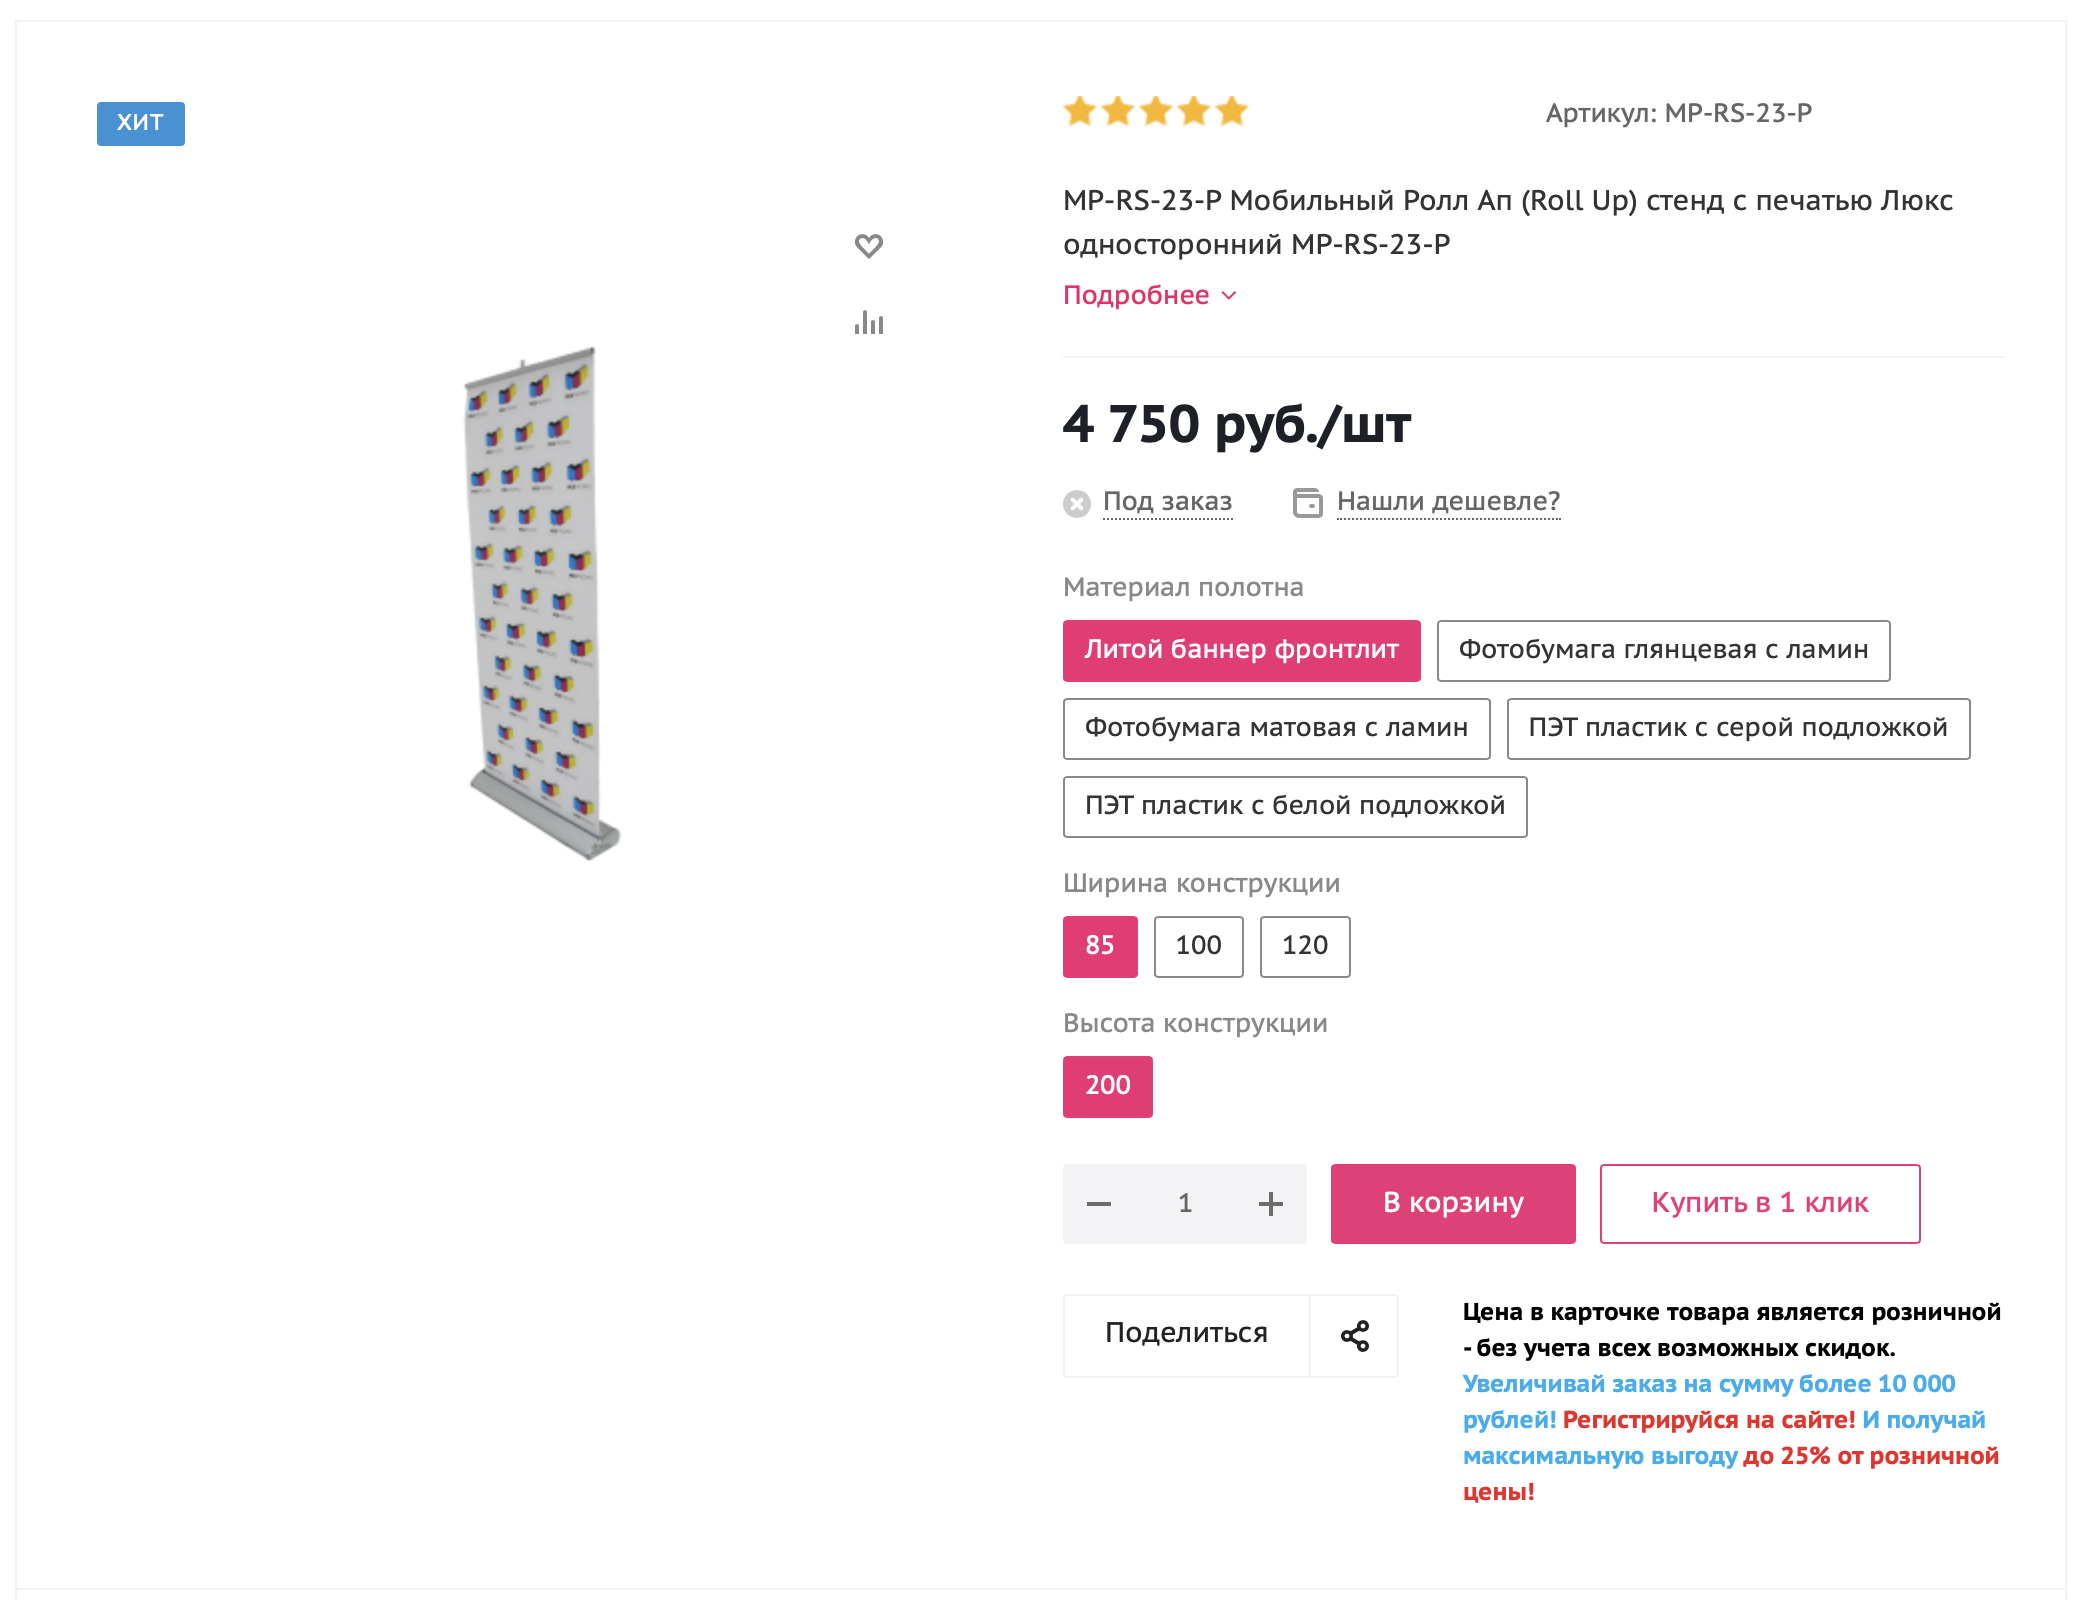 ХИТ
Артикул: MP-RS-23-P
MP-RS-23-P Мобильный Ролл Ап (Roll Up) стенд с печатью Люкс
односторонний MP-RS-23-P
Подробнее
4 750 руб./шт
Под заказ
Нашли дешевле?
Материал полотна
Литой баннер фронтлит
Фотобумага глянцевая с ламин
Фотобумага матовая с ламин
ПЭТ пластик с серой подложкой
ПЭТ пластик с белой подложкой
Ширина конструкции
85
100
120
Высота конструкции
200
1
В корзину
Купить в 1 клик
Поделиться
Цена в карточке товара является розничной
- без учета всех возможных скидок.
Увеличивай заказ на сумму более 10 000
рублей! Регистрируйся на сайте! И получай
максимальную выгоду до 25% от розничной
цены!